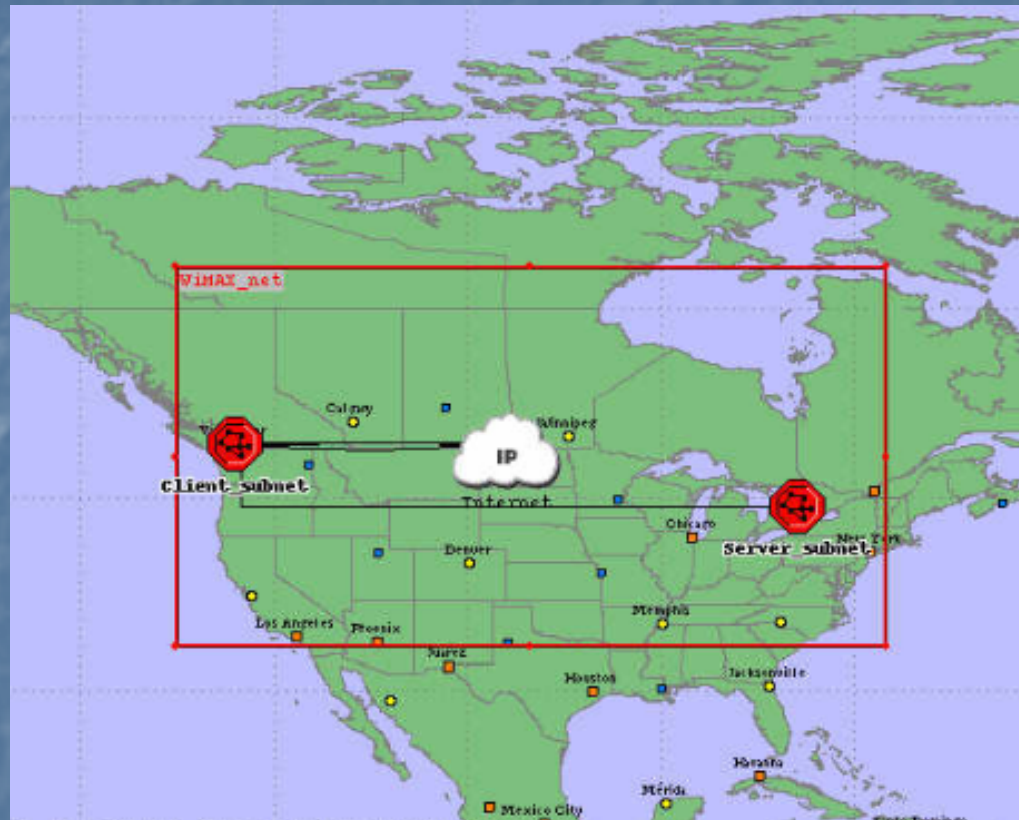 WiMAX_net
Calgary
Winnipeg
IP
Client_subnet
Internet
Chicago
Server_subnet
New York
Denver
Memphis
Los Angeles
Phoenix
Juarez
Jacksonville
Houston
Havana
Mérida
Mexico City